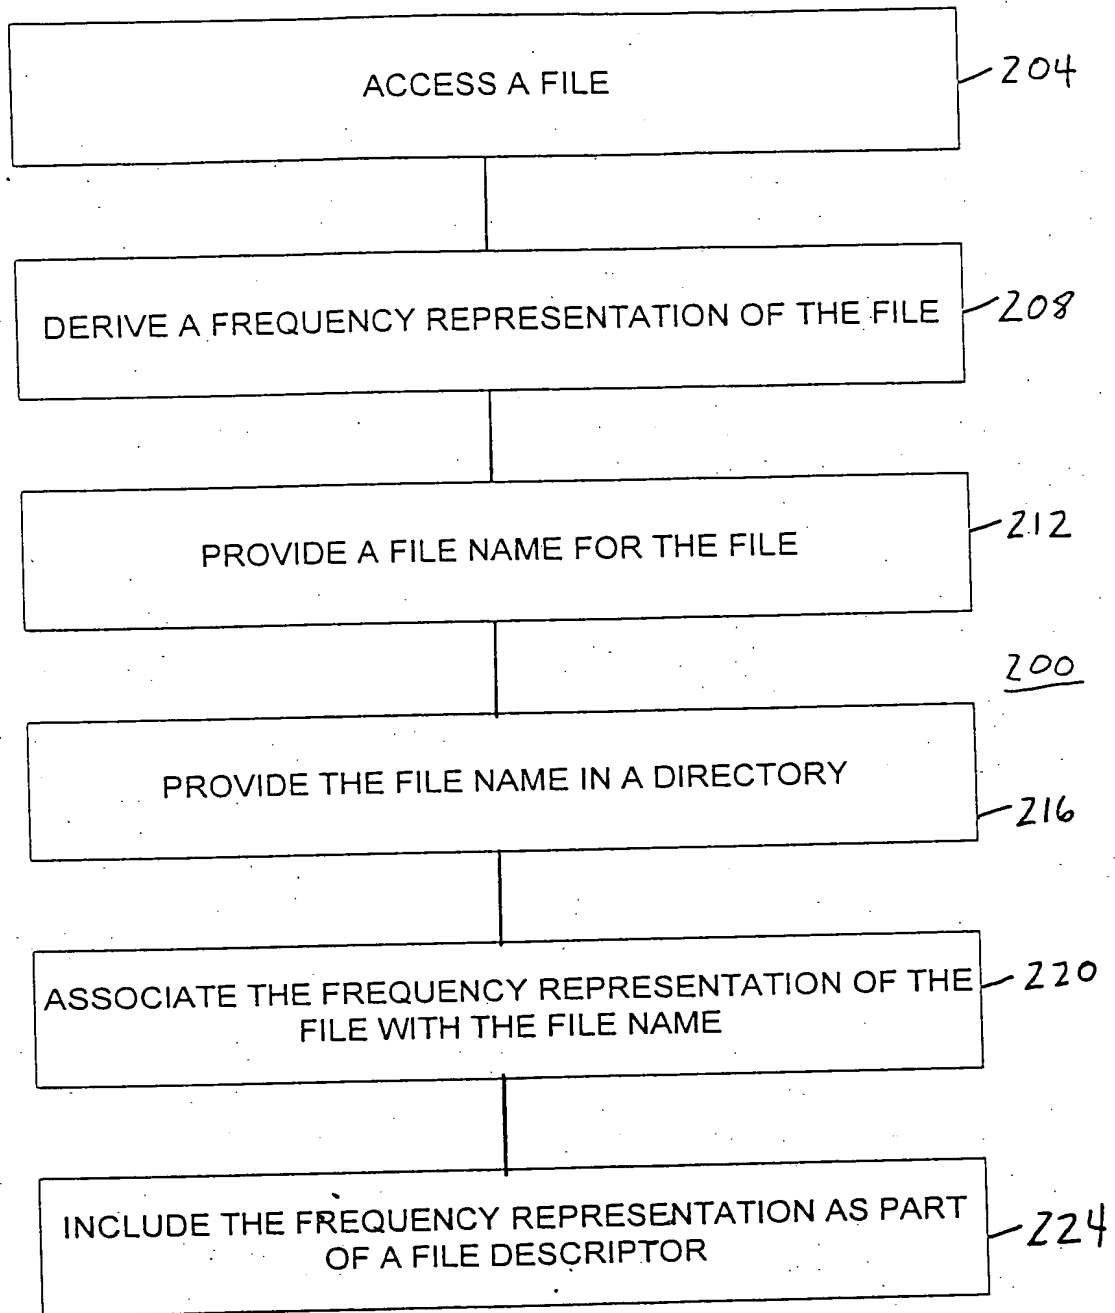 ACCESS A FILE
204
DERIVE A FREQUENCY REPRESENTATION OF THE FILE
208
PROVIDE A FILE NAME FOR THE FILE
212
200
PROVIDE THE FILE NAME IN A DIRECTORY
216
ASSOCIATE THE FREQUENCY REPRESENTATION OF THE
FILE WITH THE FILE NAME
220
INCLUDE THE FREQUENCY REPRESENTATION AS PART
OF A FILE DESCRIPTOR
224